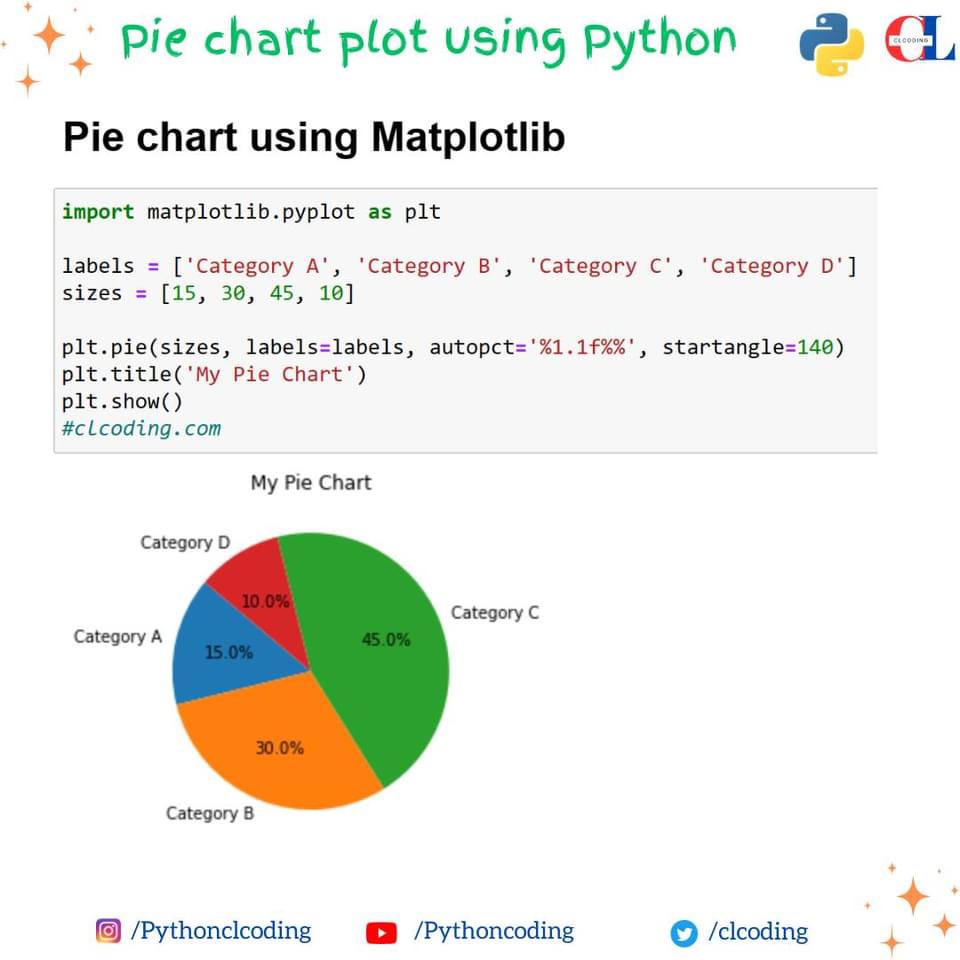 Pie chart plot using Python
CLCODING
Pie chart using Matplotlib
import matplotlib.pyplot as plt
labels = ['Category A', 'Category B', 'Category C', 'Category D']
sizes = [15, 30, 45, 10]
plt.pie(sizes, labels=labels, autopct='%1.1f%%', startangle=140)
plt.title('My Pie Chart')
plt.show()
#clcoding.com
My Pie Chart
Category D
10.0%
Category C
Category A
45.0%
15.0%
30.0%
Category B
/Pythonclcoding
/Pythoncoding
/clcoding